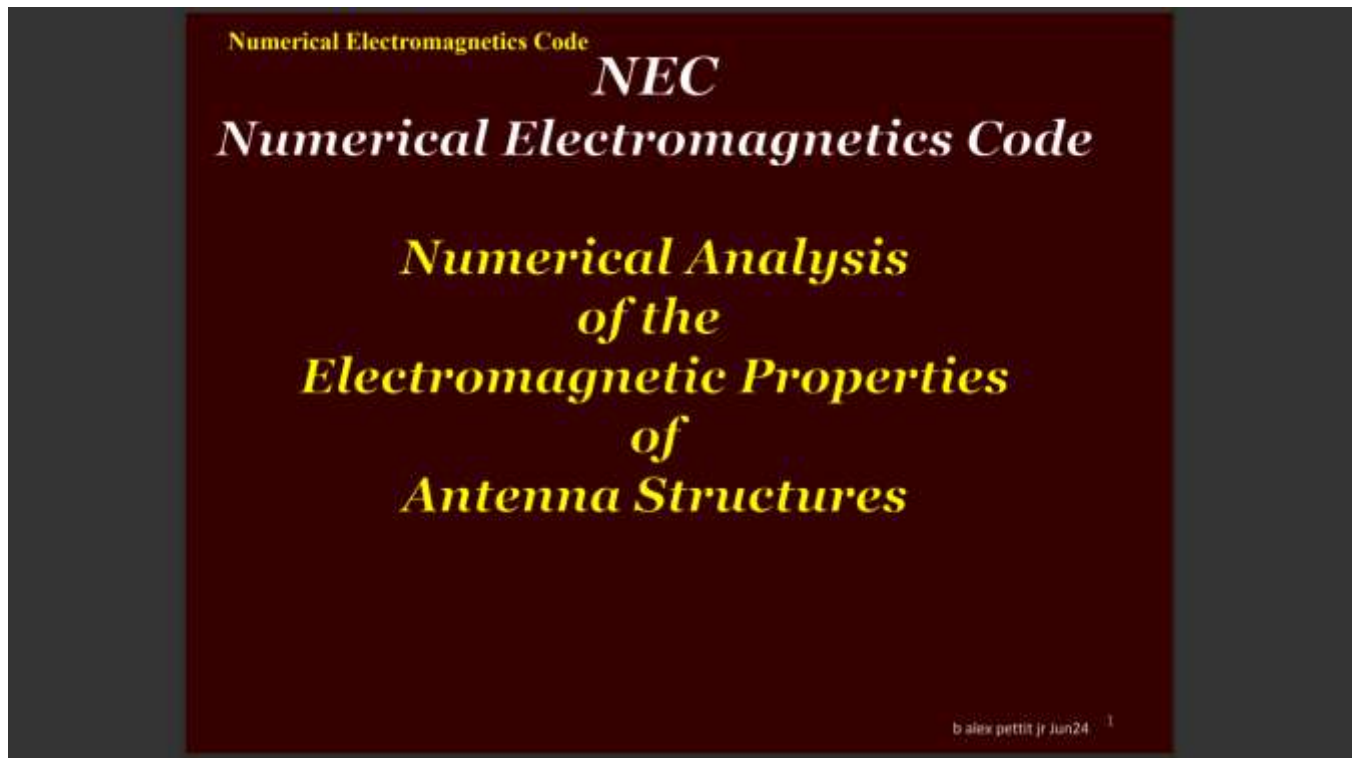 Numerical Electromagnetics Code
NEC
Numerical Electromagnetics Code
Numerical Analysis
of the
Electromagnetic Properties
of
Antenna Structures
b alex pettit jr Jun24
1